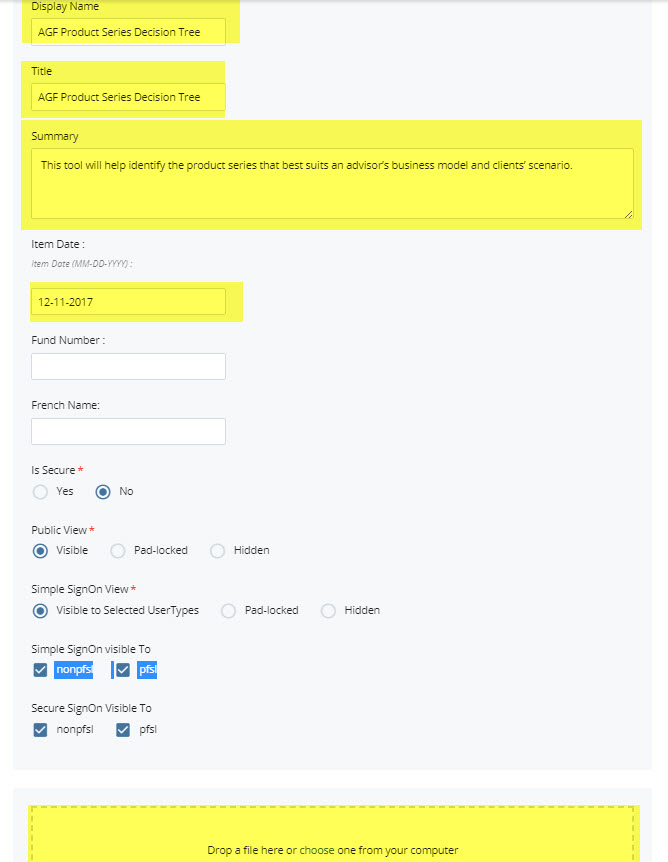 Display Name
AGF Product Series Decision Tree
Title
AGF Product Series Decision Tree
Summary
This tool will help identify the product series that best suits an advisor's business model and clients' scenario.
Item Date :
Item Date (MM-DD-YYYY) :
12-11-2017
Fund Number :
French Name:
Is Secure *
Yes No
Public View *
Visible Pad-locked Hidden
Simple SignOn View *
Visible to Selected UserTypes Pad-locked Hidden
Simple SignOn visible To
nonpfsl pfsl
Secure SignOn Visible To
nonpfsl pfsl
Drop a file here or choose one from your computer